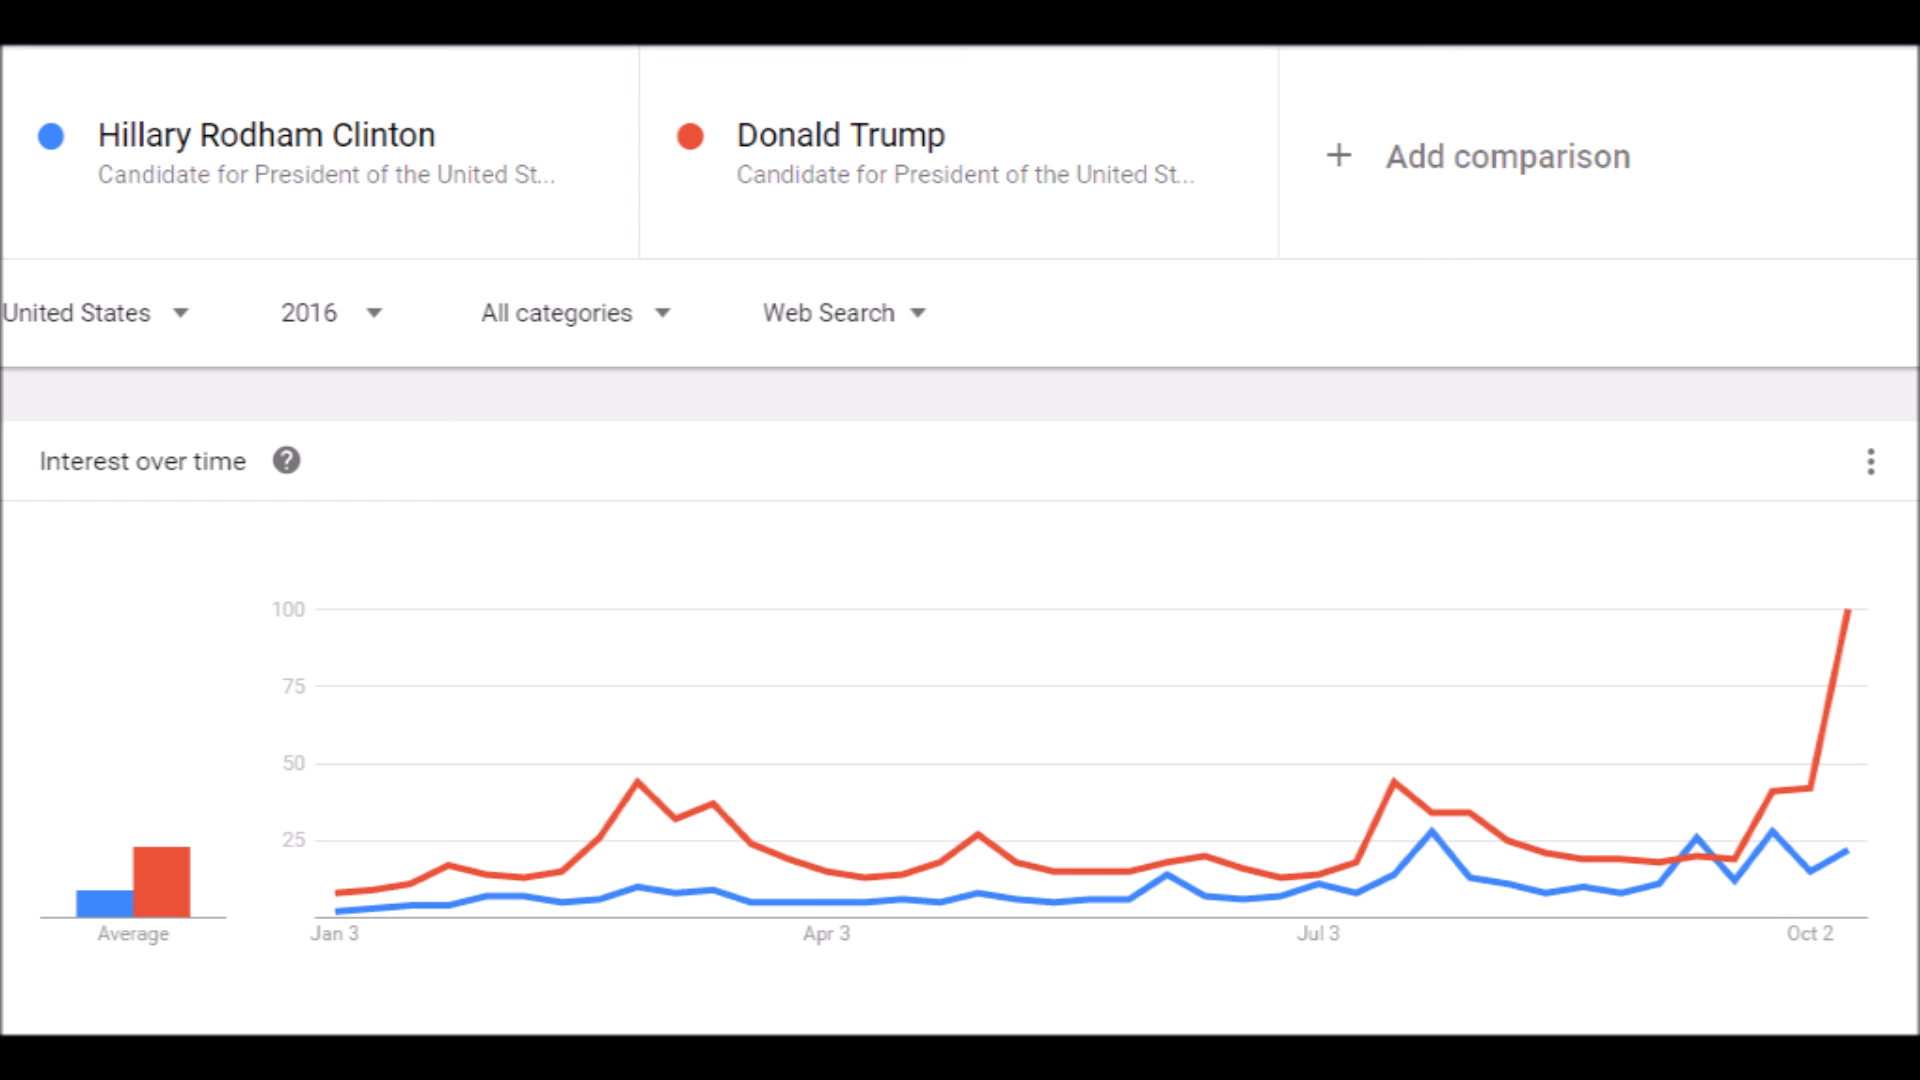 Hillary Rodham Clinton
Candidate for President of the United St...
Donald Trump
Candidate for President of the United St...
+ Add comparison
United States
2016
All categories
Web Search
Interest over time ?
100
75
50
25
Average
Jan 3
Apr 3
Jul 3
Oct 2